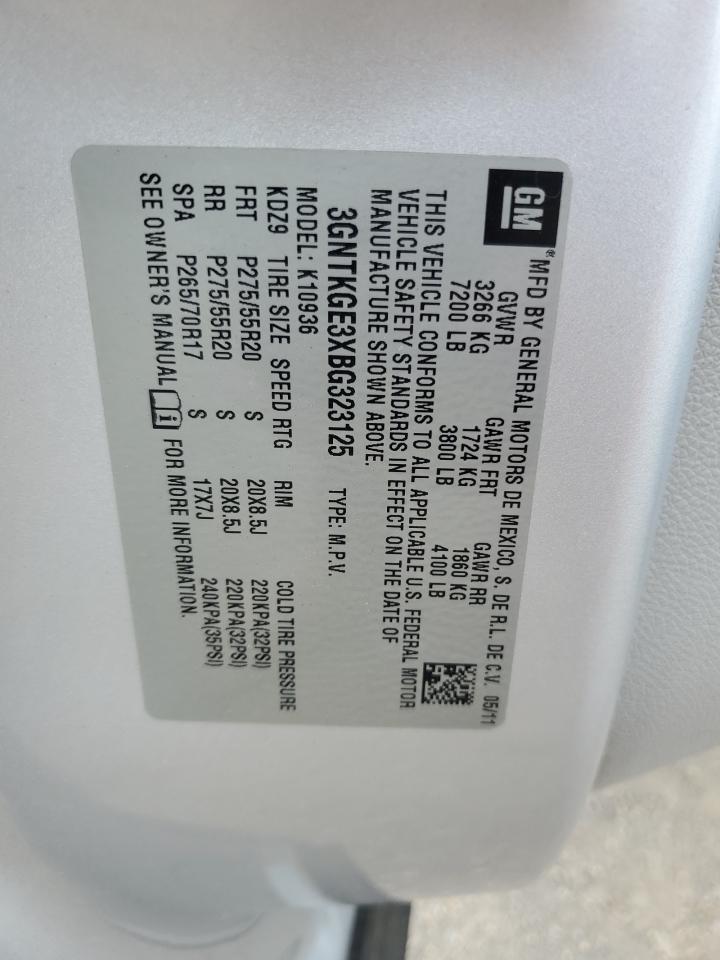 GM® MFD BY GENERAL MOTORS DE MEXICO, S. DE R.L. DE C.V. 05/11
GVWR GAWR FRT GAWR RR
3266 KG 1724 KG 1860 KG
7200 LB 3800 LB 4100 LB
THIS VEHICLE CONFORMS TO ALL APPLICABLE U.S. FEDERAL MOTOR
VEHICLE SAFETY STANDARDS IN EFFECT ON THE DATE OF
MANUFACTURE SHOWN ABOVE.
3GNTKGE3XBG323125 TYPE: M.P.V.
MODEL: K10936
KDZ9 TIRE SIZE SPEED RTG RIM COLD TIRE PRESSURE
FRT P275/55R20 S 20X8.5J 220KPA(32PSI)
RR P275/55R20 S 20X8.5J 220KPA(32PSI)
SPA P265/70R17 S 17X7J 240KPA(35PSI)
SEE OWNER'S MANUAL FOR MORE INFORMATION.